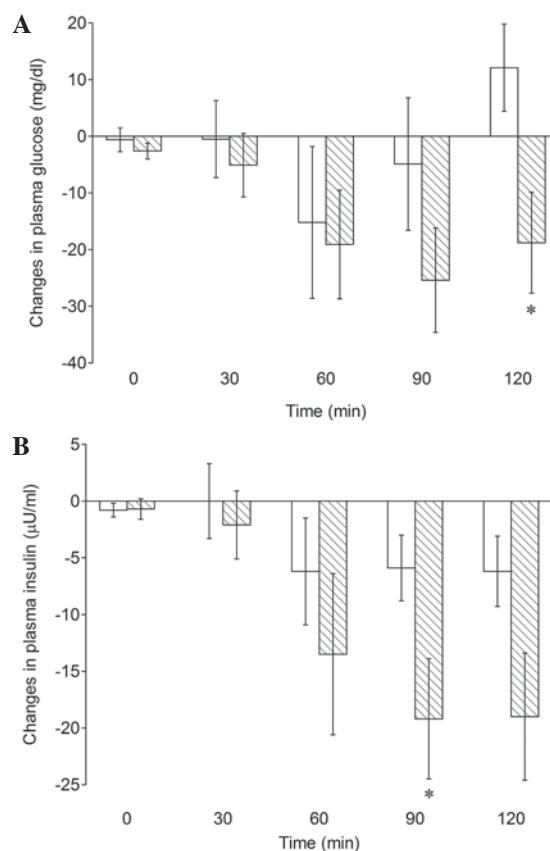 A
Changes in plasma glucose (mg/dl)
20
10
0
-10
-20
-30
-40
*
0 30 60 90 120
Time (min)
B
Changes in plasma insulin (µU/ml)
5
0
-5
-10
-15
-20
-25
*
0 30 60 90 120
Time (min)